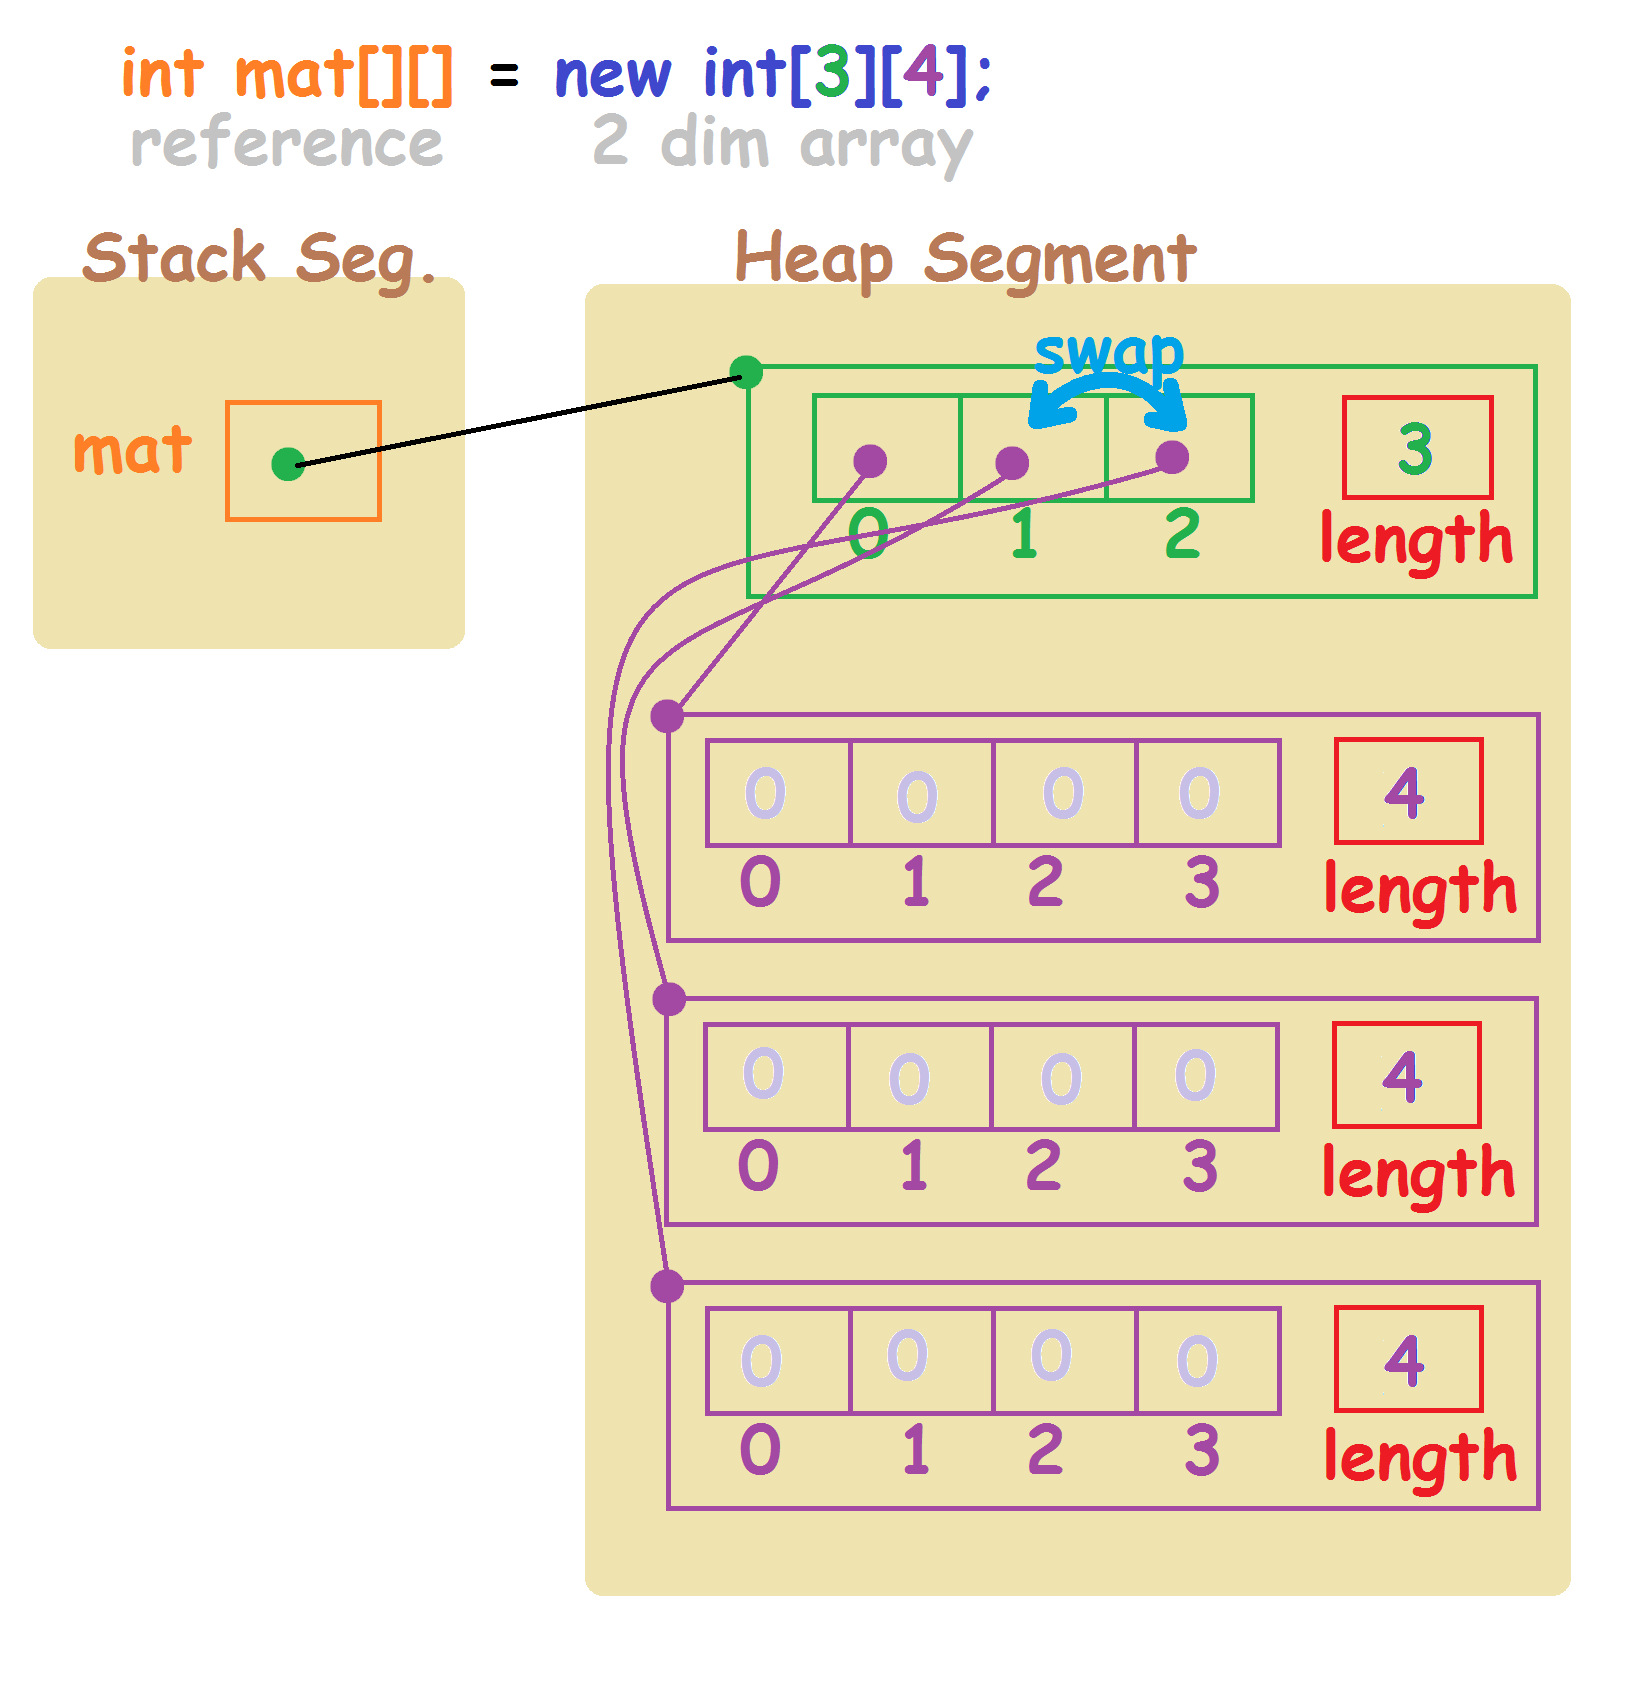 int mat[][] = new int[3][4];
reference 2 dim array
Stack Seg. Heap Segment
swap
mat
3
0 1 2 length
0 0 0 0 4
0 1 2 3 length
0 0 0 0 4
0 1 2 3 length
0 0 0 0 4
0 1 2 3 length